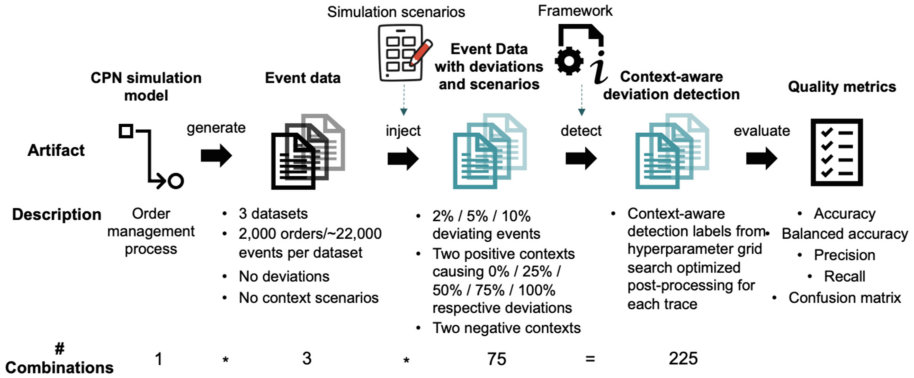 Simulation scenarios
Framework
CPN simulation
model
Event data
Event Data
with deviations
and scenarios
Context-aware
deviation detection
Quality metrics
Artifact
generate
inject
detect
evaluate
Description
Order
management
process
• 3 datasets
• 2,000 orders/~22,000
events per dataset
• No deviations
• No context scenarios
• 2% / 5% / 10%
deviating events
• Two positive contexts
causing 0% / 25% /
50% / 75% / 100%
respective deviations
• Two negative contexts
• Context-aware
detection labels from
hyperparameter grid
search optimized
post-processing for
each trace
• Accuracy
• Balanced accuracy
• Precision
• Recall
• Confusion matrix
#
Combinations
1 * 3 * 75 = 225